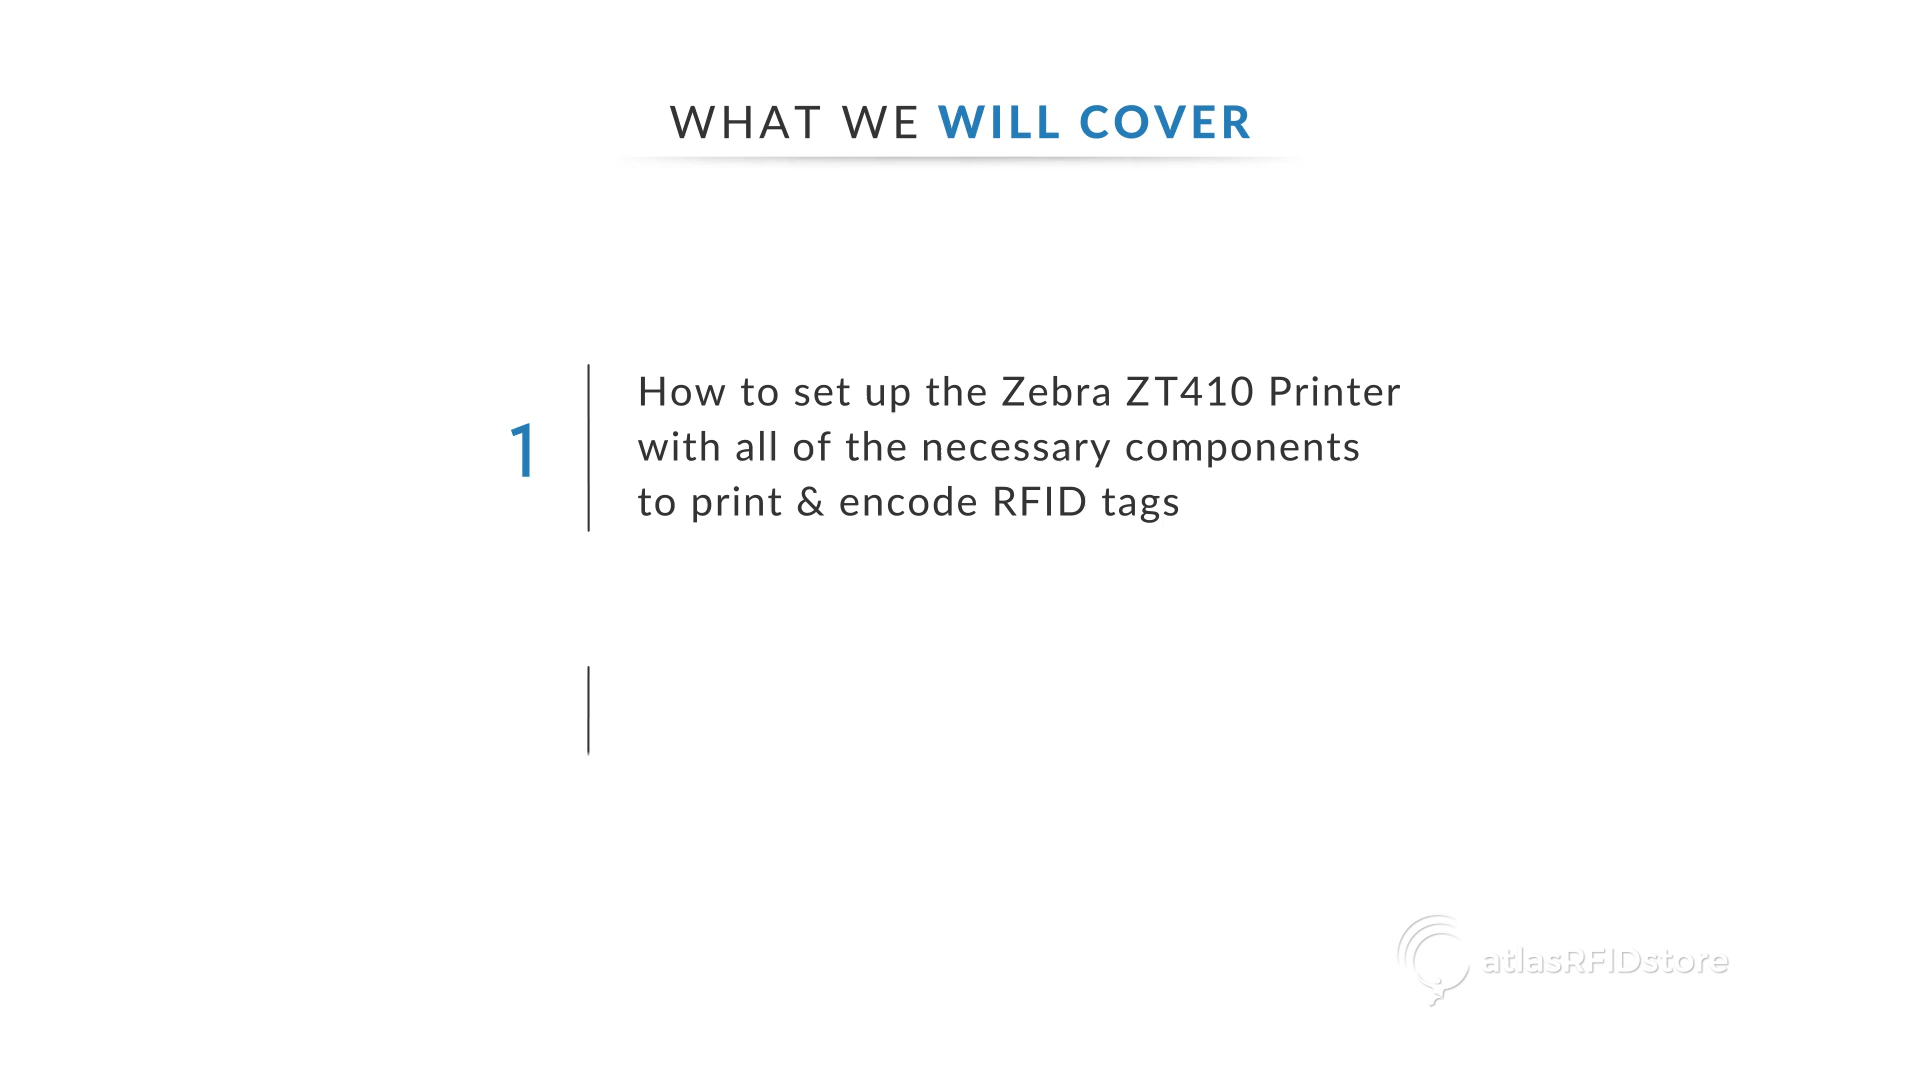 WHAT WE WILL COVER
1
How to set up the Zebra ZT410 Printer
with all of the necessary components
to print & encode RFID tags
atlasRFIDstore